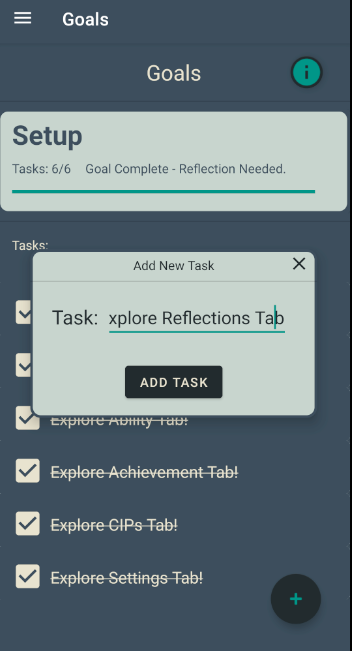 Goals
Goals
Setup
Tasks: 6/6 Goal Complete - Reflection Needed.
Tasks:
Add New Task
Task: xplore Reflections Tab
ADD TASK
Explore Ability Tab!
Explore Achievement Tab!
Explore CIPs Tab!
Explore Settings Tab!